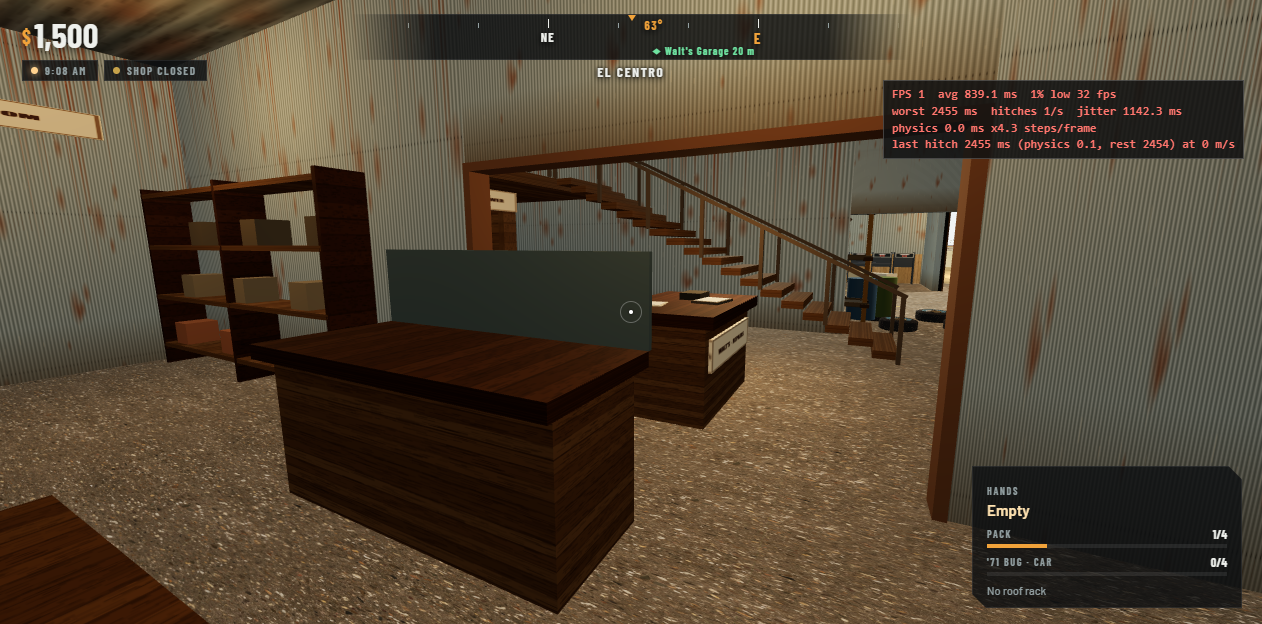 $1,500
9:08 AM
SHOP CLOSED
NE
63°
E
Walt's Garage 20 m
EL CENTRO
FPS 1 avg 839.1 ms 1% low 32 fps
worst 2455 ms hitches 1/s jitter 1142.3 ms
physics 0.0 ms x4.3 steps/frame
last hitch 2455 ms (physics 0.1, rest 2454) at 0 m/s
HANDS
Empty
PACK 1/4
'71 BUG · CAR 0/4
No roof rack